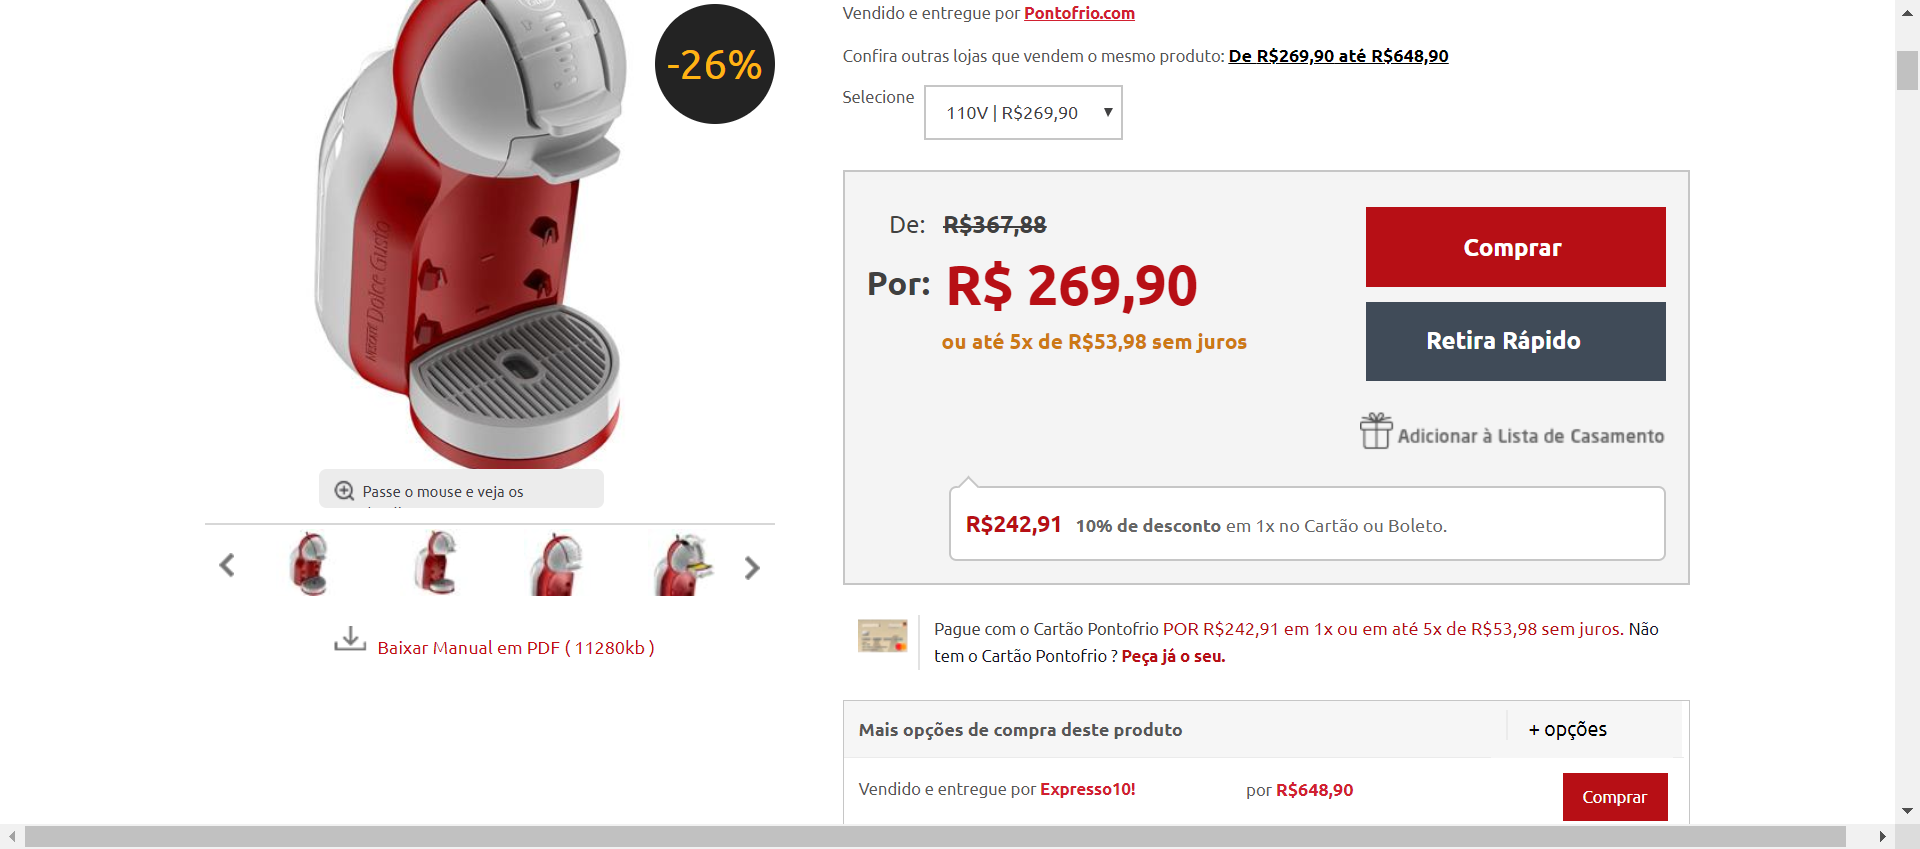 Vendido e entregue por Pontofrio.com
-26%
Confira outras lojas que vendem o mesmo produto: De R$269,90 até R$648,90
Selecione
110V | R$269,90
De: R$367,88
Por: R$ 269,90
ou até 5x de R$53,98 sem juros
Comprar
Retira Rápido
Adicionar à Lista de Casamento
R$242,91 10% de desconto em 1x no Cartão ou Boleto.
NESCAFÉ Dolce Gusto
Passe o mouse e veja os
Baixar Manual em PDF ( 11280kb )
Pague com o Cartão Pontofrio POR R$242,91 em 1x ou em até 5x de R$53,98 sem juros. Não
tem o Cartão Pontofrio ? Peça já o seu.
Mais opções de compra deste produto
+ opções
Vendido e entregue por Expresso10!
por R$648,90
Comprar